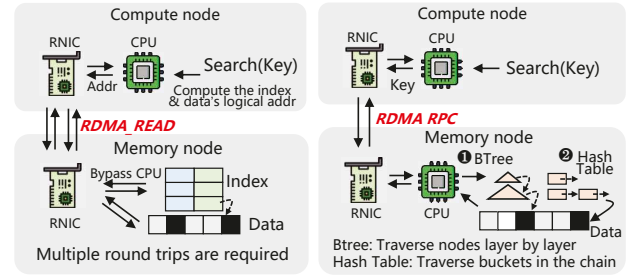 Compute node
RNIC
CPU
Addr
Search(Key)
Compute the index
& data's logical addr
RDMA_READ
Memory node
Bypass CPU
Index
RNIC
Data
Multiple round trips are required
Compute node
RNIC
CPU
Key
Search(Key)
RDMA RPC
Memory node
❶ BTree
❷ Hash
Table
RNIC
CPU
Data
Btree: Traverse nodes layer by layer
Hash Table: Traverse buckets in the chain